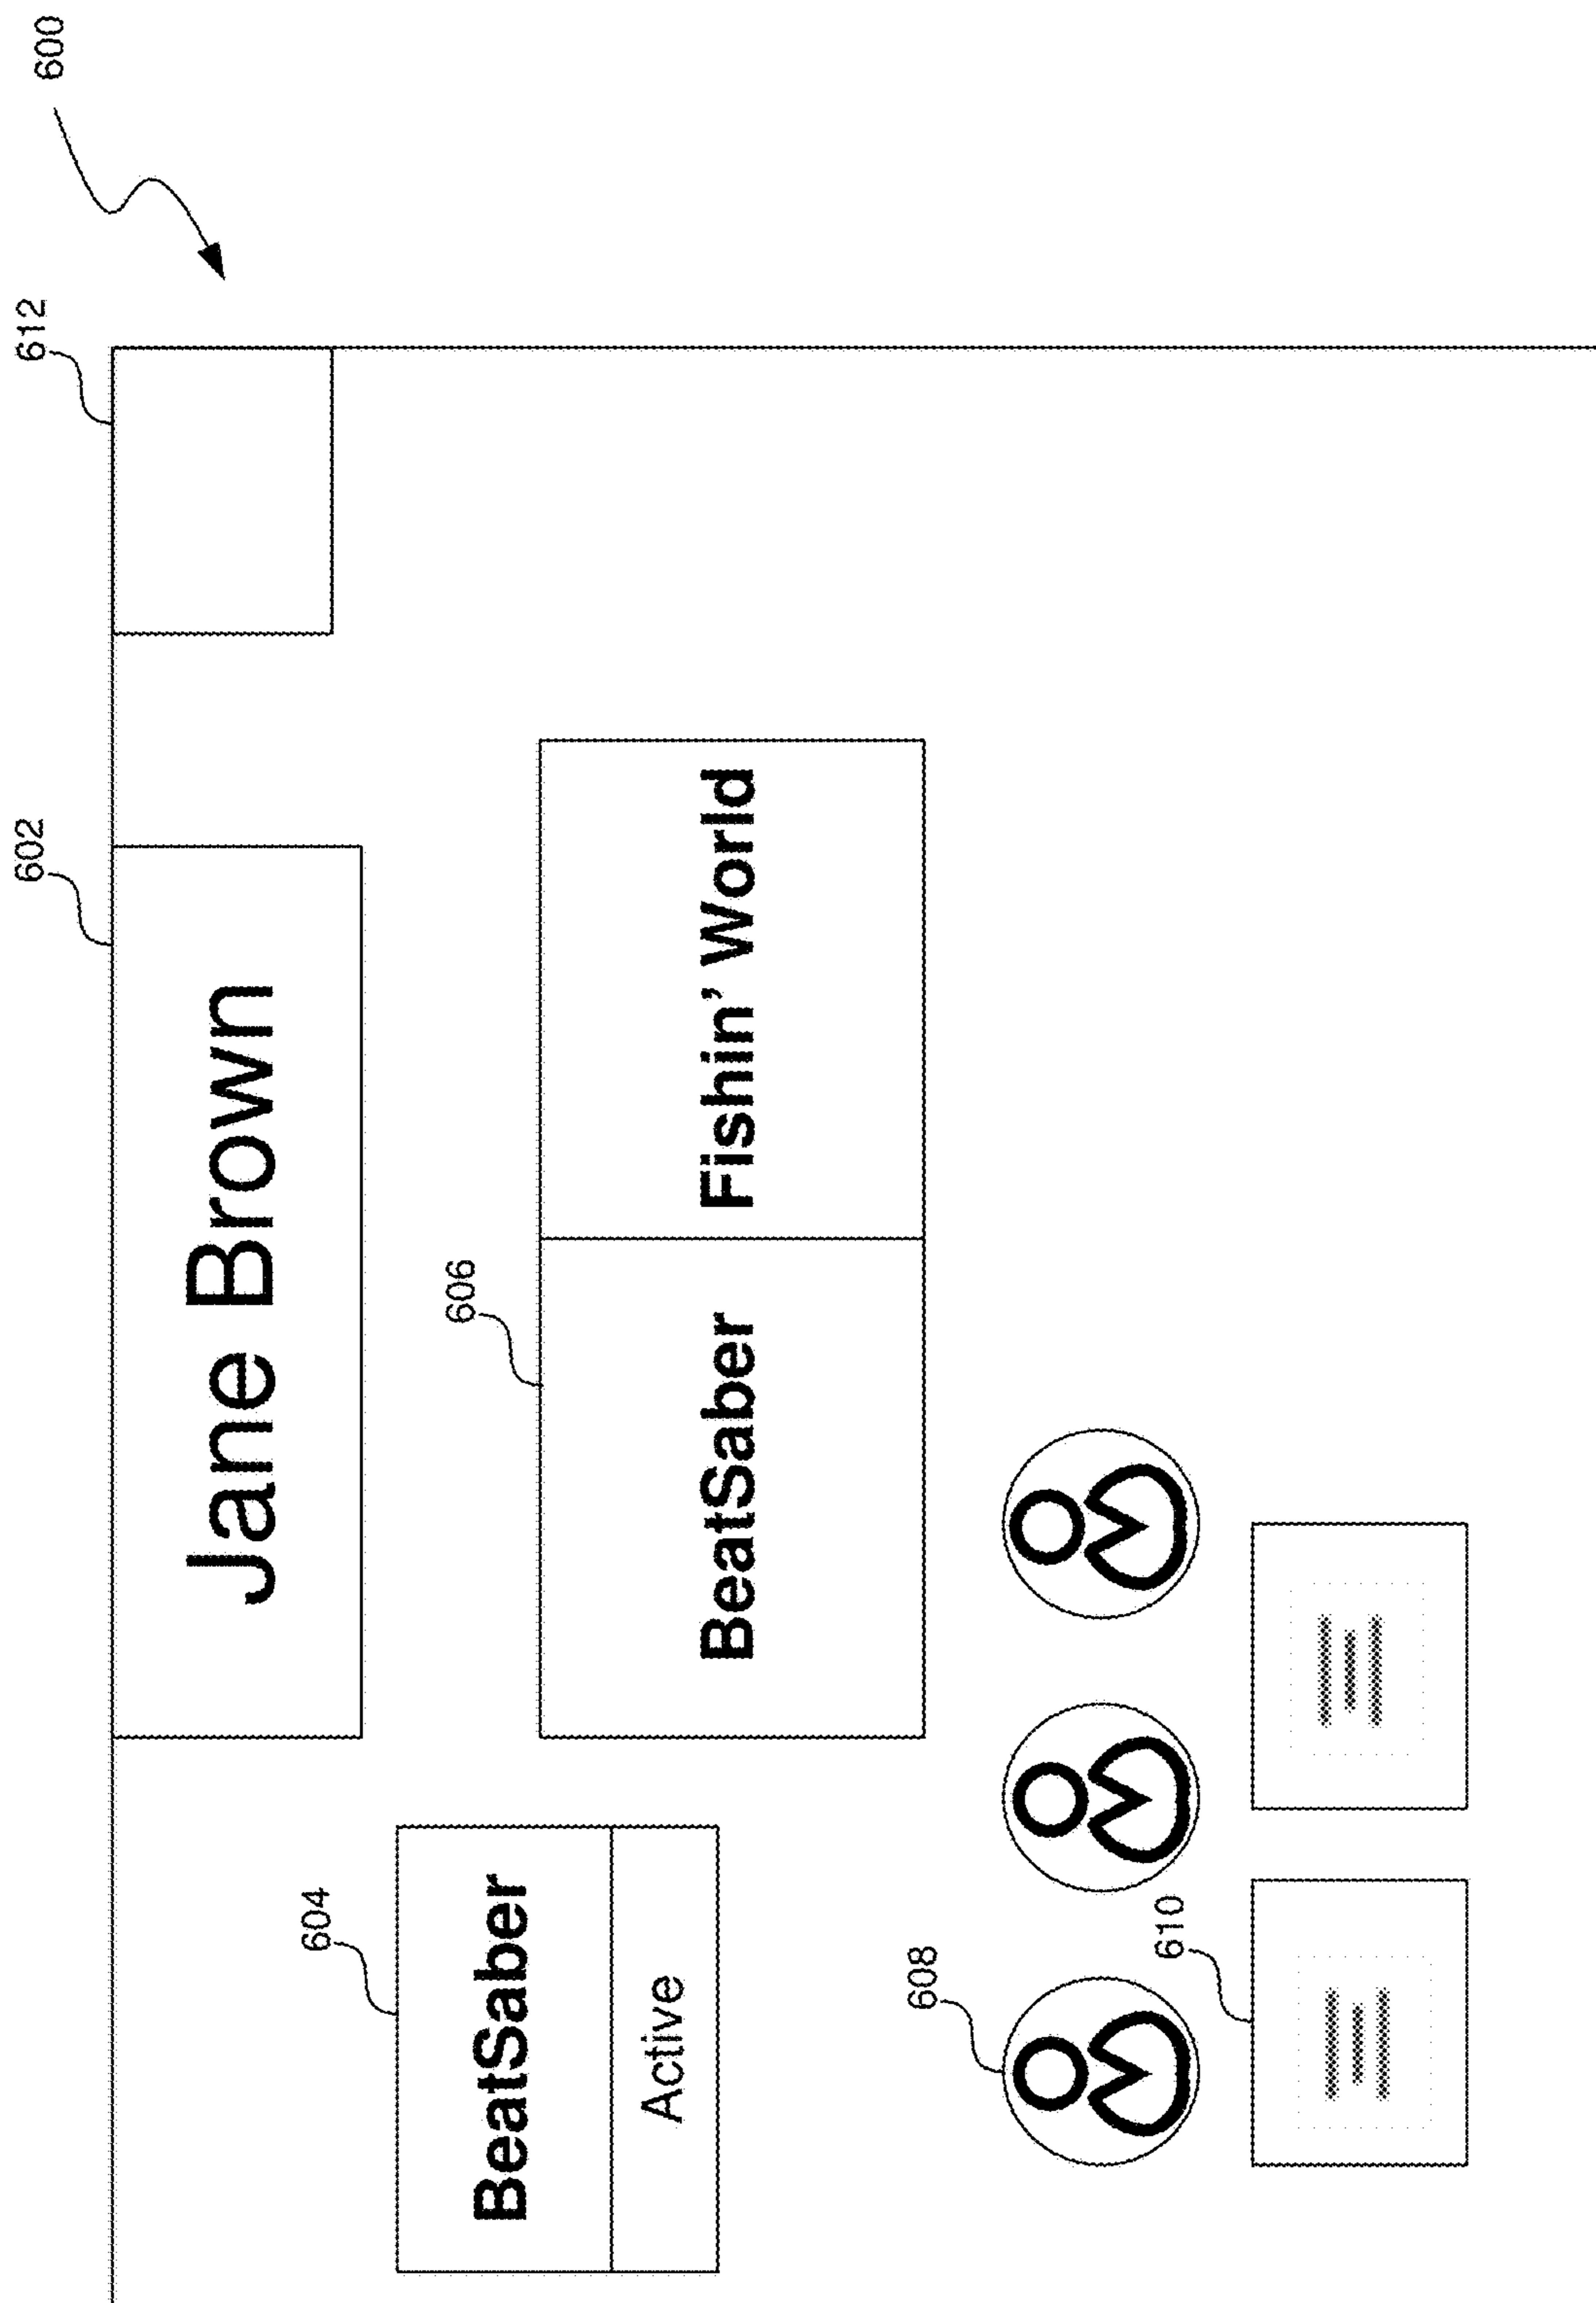 600
612
602
Jane Brown
604
BeatSaber
Active
606
BeatSaber
Fishin’ World
608
610